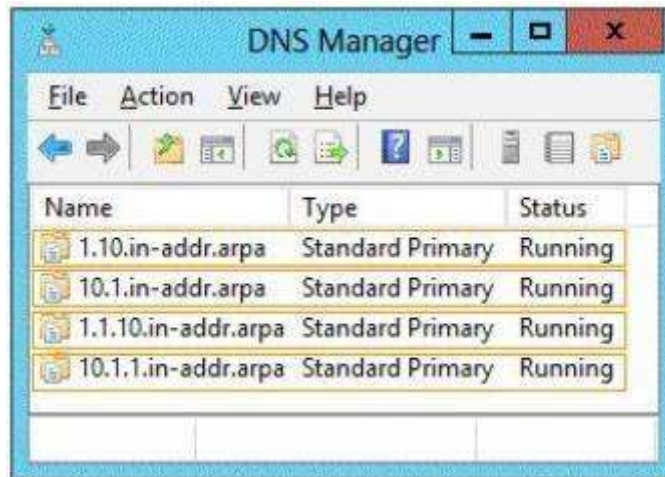 DNS Manager
File Action View Help
Name Type Status
1.10.in-addr.arpa Standard Primary Running
10.1.in-addr.arpa Standard Primary Running
1.1.10.in-addr.arpa Standard Primary Running
10.1.1.in-addr.arpa Standard Primary Running